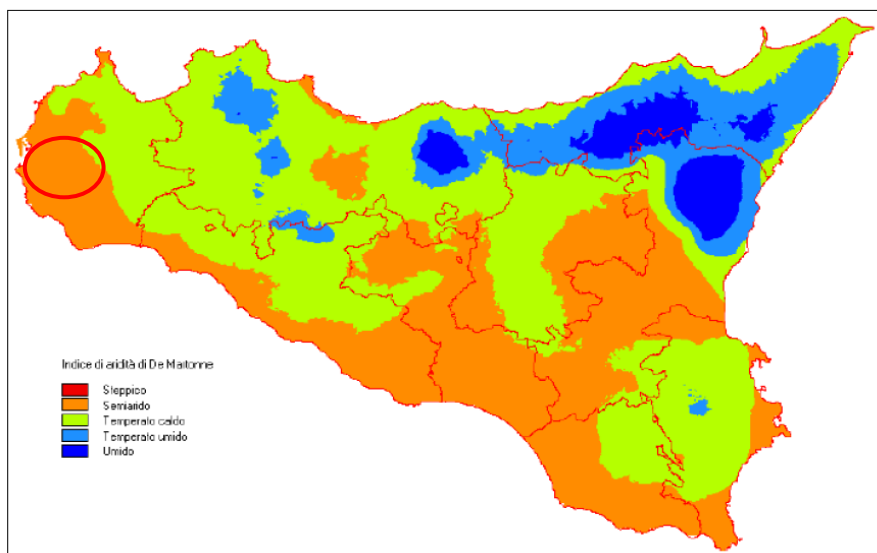 Indice di aridità di De Martonne
Steppico
Semiarido
Temperato caldo
Temperato umido
Umido